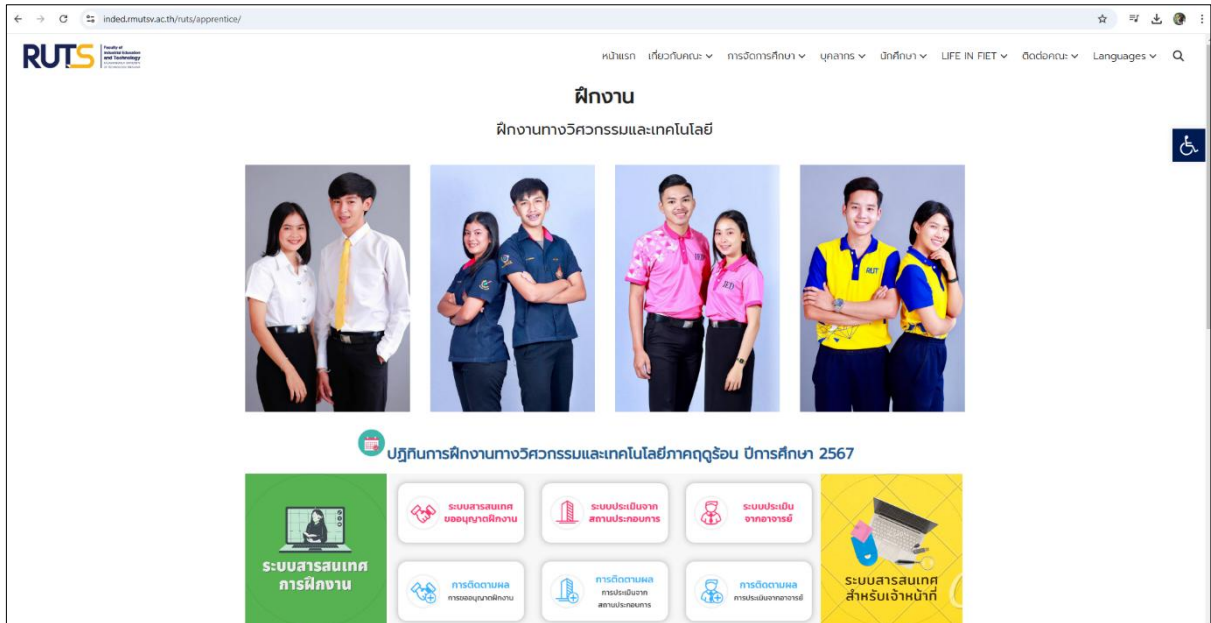 inded.rmutsv.ac.th/ruts/apprentice/
RUTS
Faculty of
Industrial Education
and Technology
หน้าแรก เกี่ยวกับคณะ การจัดการศึกษา บุคลากร นักศึกษา LIFE IN FIET ติดต่อคณะ Languages
ฝึกงาน
ฝึกงานทางวิศวกรรมและเทคโนโลยี
IED
IED
RUT
ปฏิทินการฝึกงานทางวิศวกรรมและเทคโนโลยีภาคฤดูร้อน ปีการศึกษา 2567
ระบบสารสนเทศ
การฝึกงาน
ระบบสารสนเทศ
ขออนุญาตฝึกงาน
ระบบประเมินจาก
สถานประกอบการ
ระบบประเมิน
จากอาจารย์
การติดตามผล
การขออนุญาตฝึกงาน
การติดตามผล
การประเมินจาก
สถานประกอบการ
การติดตามผล
การประเมินจากอาจารย์
ระบบสารสนเทศ
สำหรับเจ้าหน้าที่